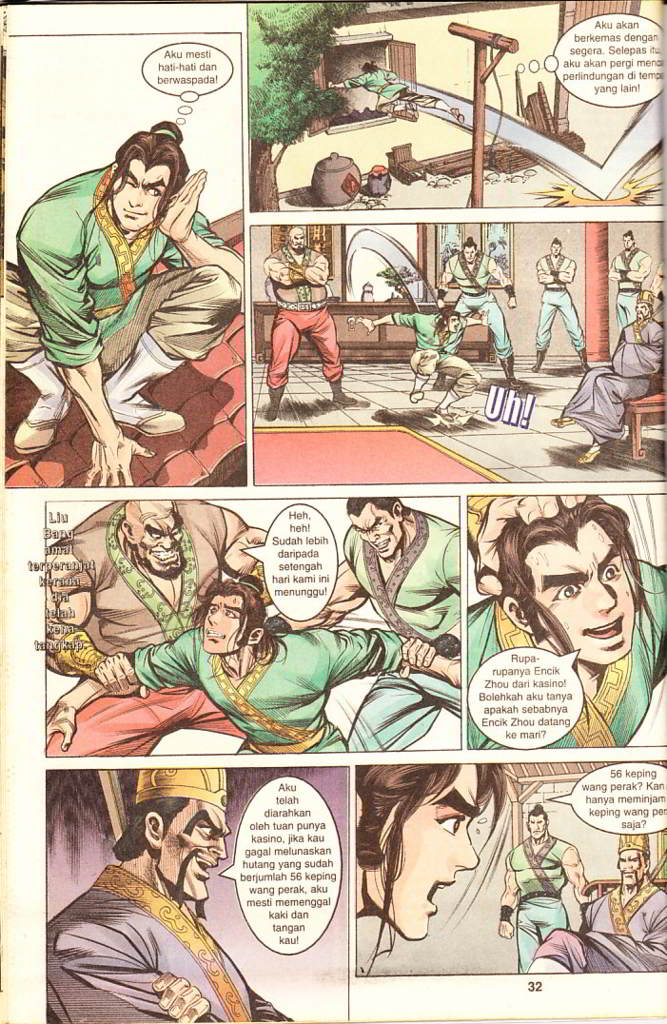 Aku mesti
hati-hati dan
berwaspada!
Aku akan
berkemas dengan
segera. Selepas itu
aku akan pergi
perlindungan di
yang lain!
Uh!
Liu
Bang
amat
terperanjat
kerana
dia
telah
kena
tangkap.
Heh,
heh!
Sudah lebih
daripada
setengah
hari kami ini
menunggu!
Rupa-
rupanya Encik
Zhou dari kasino!
Bolehkah aku tanya
apakah sebabnya
Encik Zhou datang
ke mari?
Aku
telah
diarahkan
oleh tuan punya
kasino, jika kau
gagal melunaskan
hutang yang sudah
berjumlah 56 keping
wang perak, aku
mesti memenggal
kaki dan
tangan
kau!
56 keping
wang perak? Kan
hanya meminjam
keping wang
saja?
32